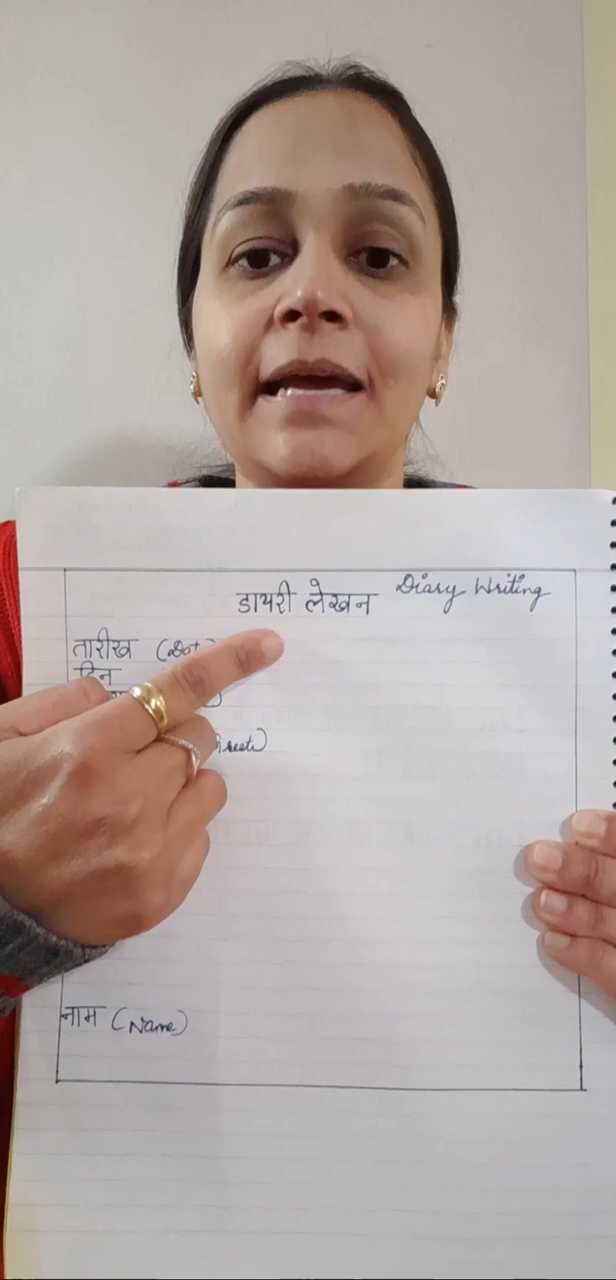 डायरी लेखन Diary Writing
तारीख
दिन
नाम (Name)